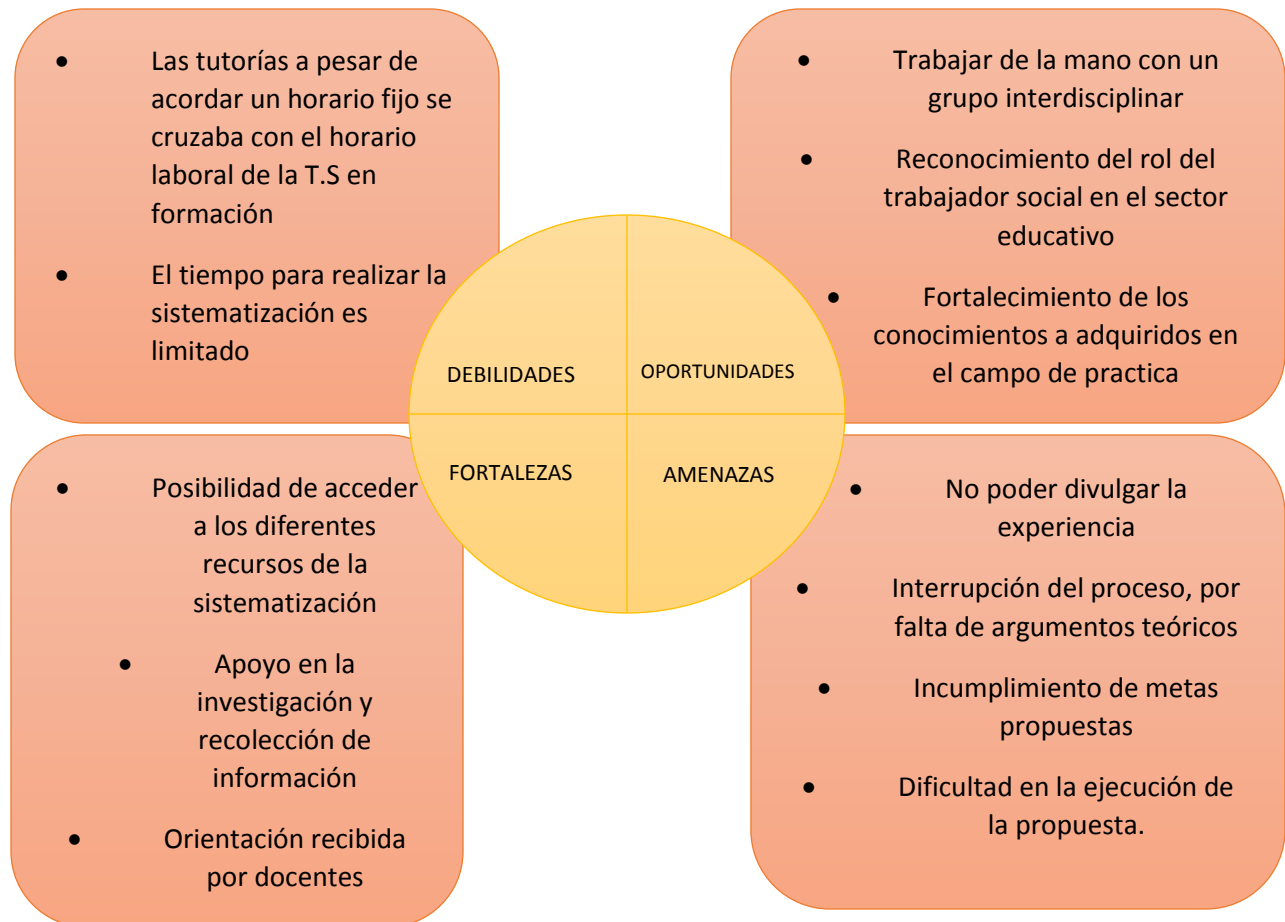 • Las tutorías a pesar de
acordar un horario fijo se
cruzaba con el horario
laboral de la T.S en
formación
• El tiempo para realizar la
sistematización es
limitado
• Trabajar de la mano con un
grupo interdisciplinar
• Reconocimiento del rol del
trabajador social en el sector
educativo
• Fortalecimiento de los
conocimientos a adquiridos en
el campo de practica
DEBILIDADES
OPORTUNIDADES
FORTALEZAS
AMENAZAS
• Posibilidad de acceder
a los diferentes
recursos de la
sistematización
• Apoyo en la
investigación y
recolección de
información
• Orientación recibida
por docentes
• No poder divulgar la
experiencia
• Interrupción del proceso, por
falta de argumentos teóricos
• Incumplimiento de metas
propuestas
• Dificultad en la ejecución de
la propuesta.